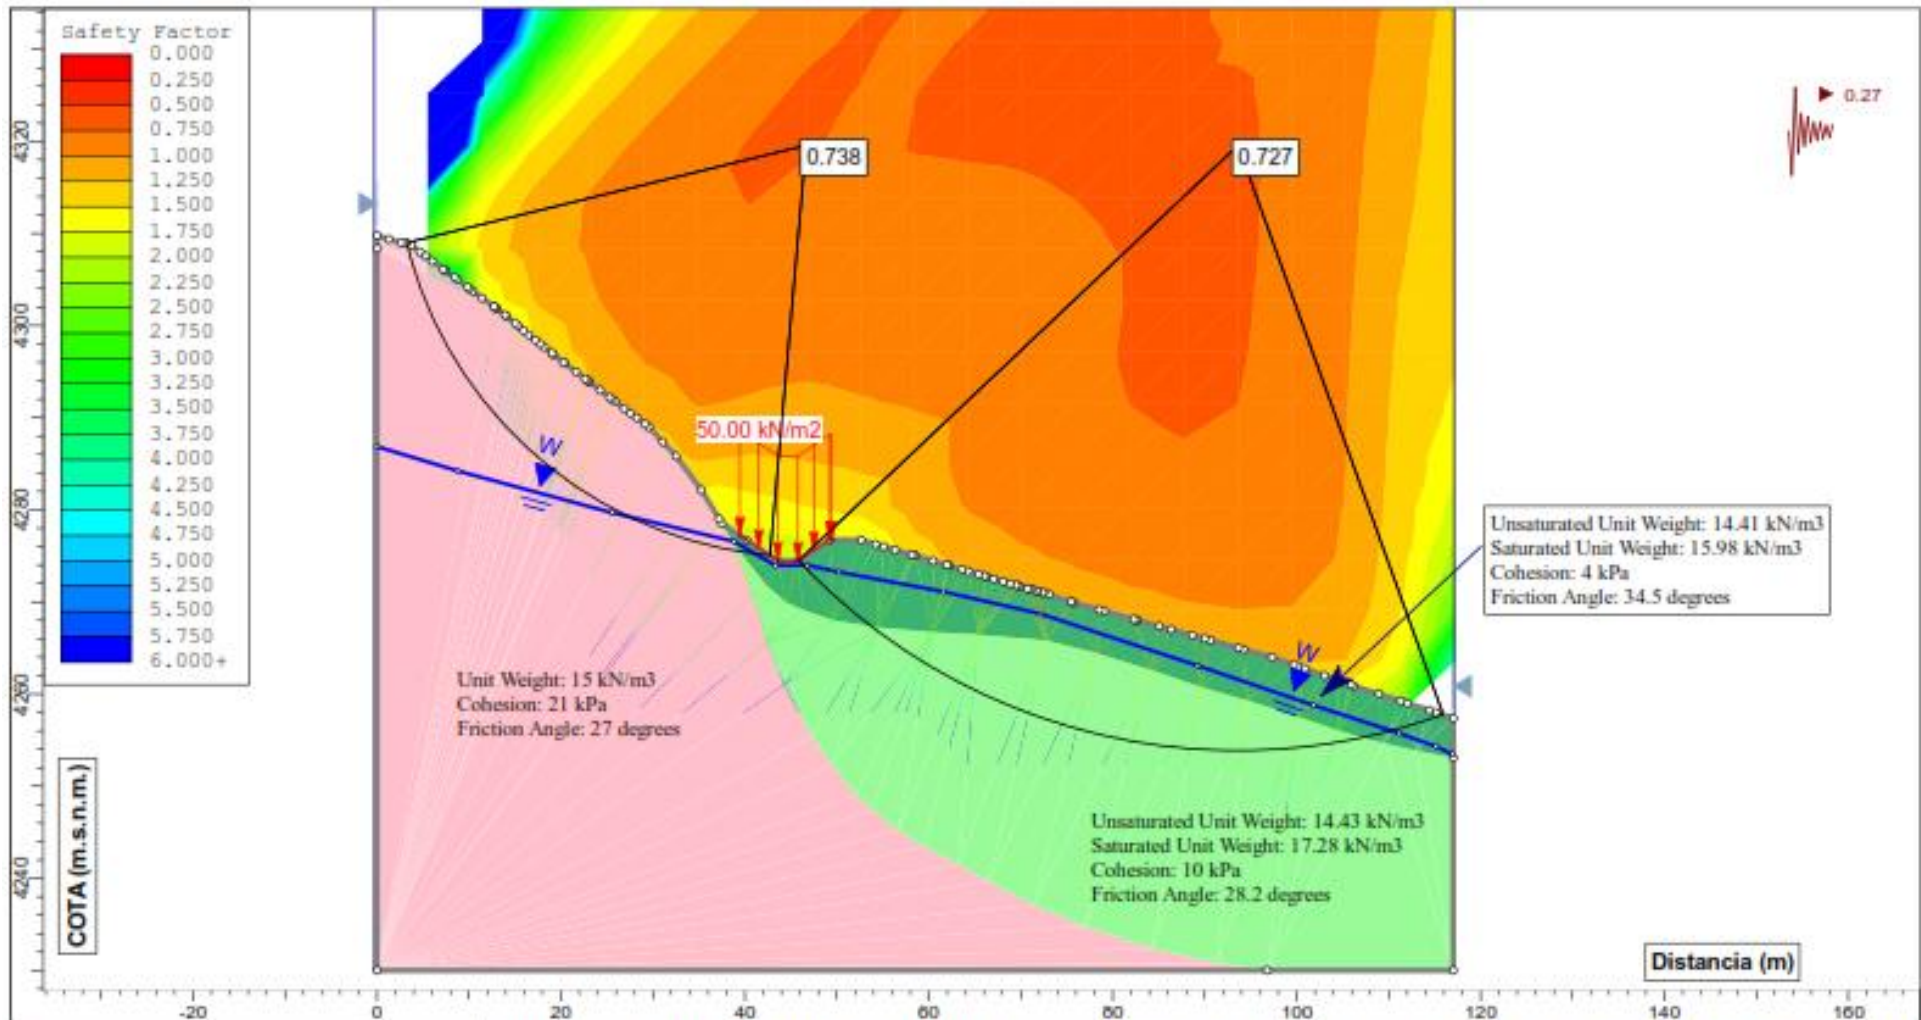 Safety Factor
0.000
0.250
0.500
0.750
1.000
1.250
1.500
1.750
2.000
2.250
2.500
2.750
3.000
3.250
3.500
3.750
4.000
4.250
4.500
4.750
5.000
5.250
5.500
5.750
6.000+
0.738
0.727
0.27
50.00 kN/m2
W
W
Unsaturated Unit Weight: 14.41 kN/m3
Saturated Unit Weight: 15.98 kN/m3
Cohesion: 4 kPa
Friction Angle: 34.5 degrees
Unit Weight: 15 kN/m3
Cohesion: 21 kPa
Friction Angle: 27 degrees
Unsaturated Unit Weight: 14.43 kN/m3
Saturated Unit Weight: 17.28 kN/m3
Cohesion: 10 kPa
Friction Angle: 28.2 degrees
COTA (m.s.n.m.)
4320
4300
4280
4260
4240
Distancia (m)
-20
0
20
40
60
80
100
120
140
160